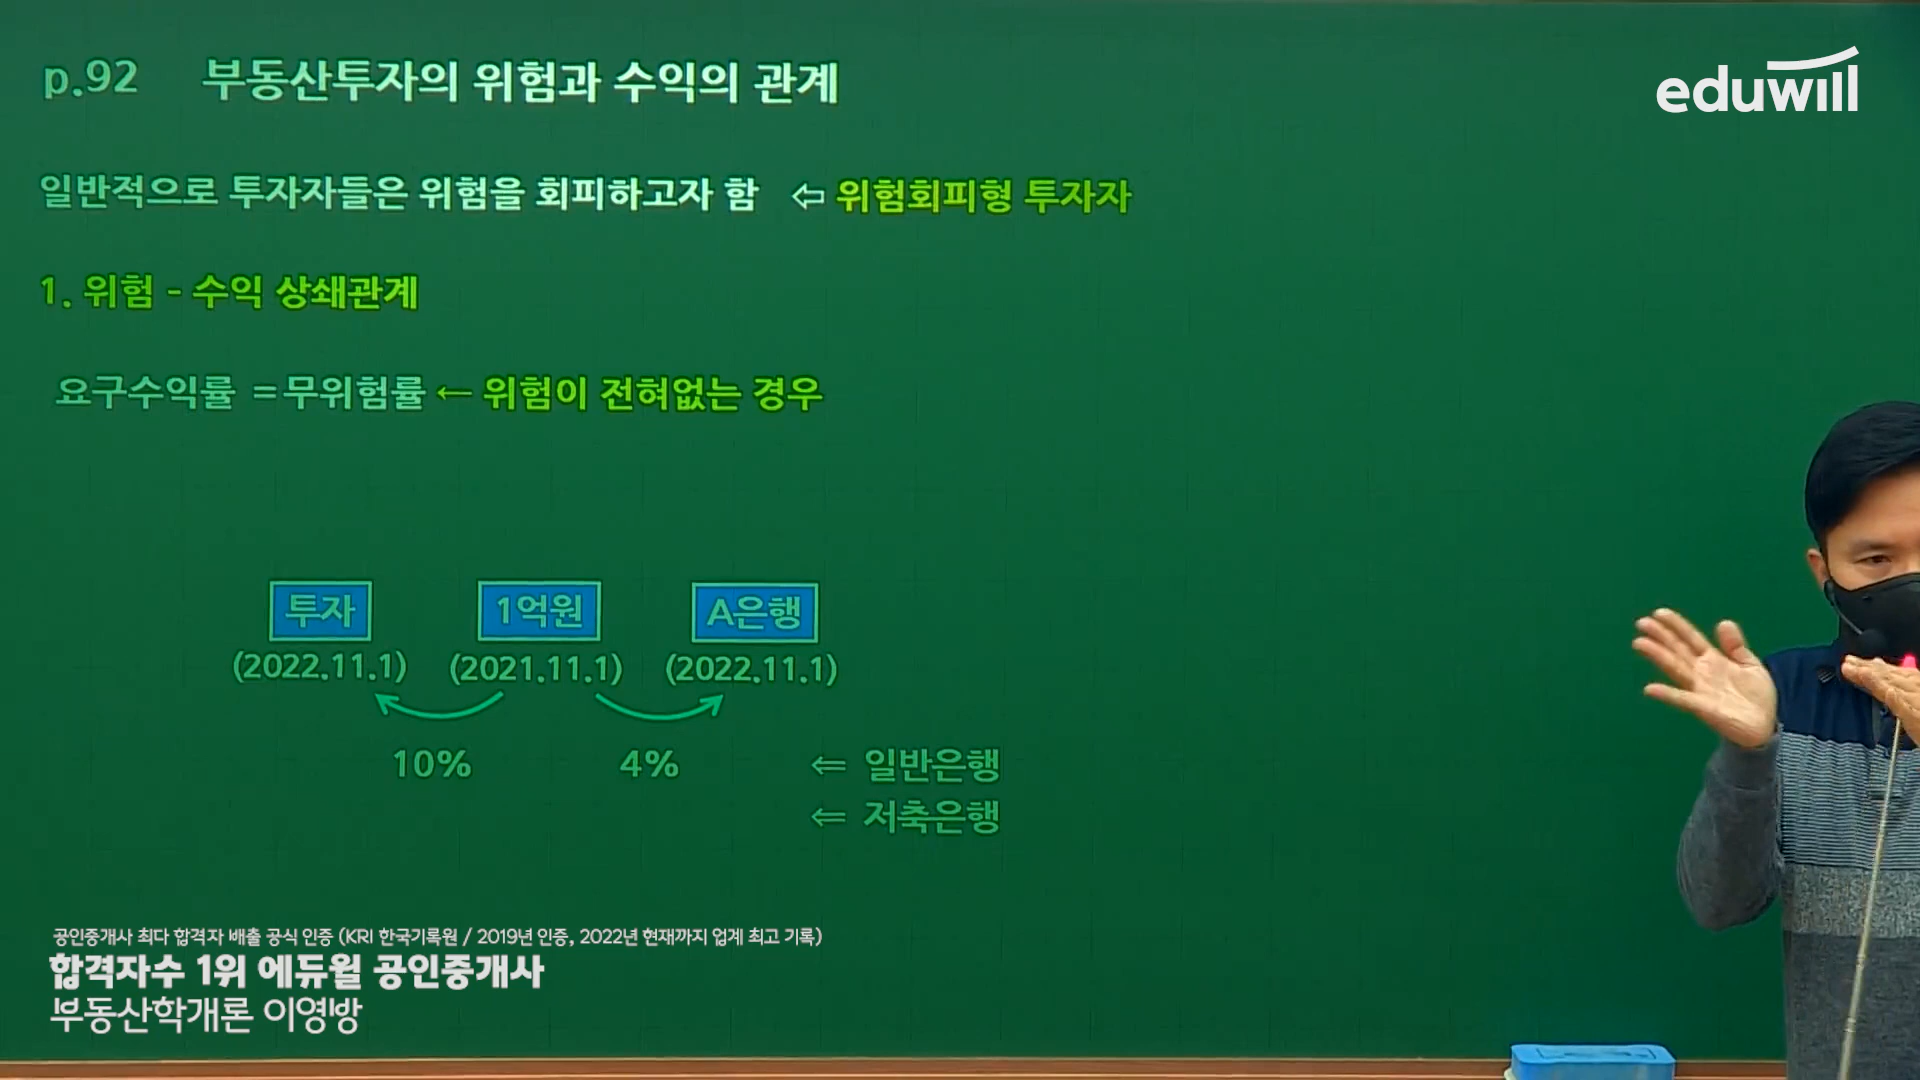 p.92 부동산투자의 위험과 수익의 관계
eduwill
일반적으로 투자자들은 위험을 회피하고자 함 ⇦ 위험회피형 투자자
1. 위험 - 수익 상쇄관계
요구수익률 = 무위험률 ← 위험이 전혀없는 경우
투자 1억원 A은행
(2022.11.1) (2021.11.1) (2022.11.1)
10% 4% ⇐ 일반은행
⇐ 저축은행
공인중개사 최다 합격자 배출 공식 인증 (KRI 한국기록원 / 2019년 인증, 2022년 현재까지 업계 최고 기록)
합격자수 1위 에듀윌 공인중개사
부동산학개론 이영방